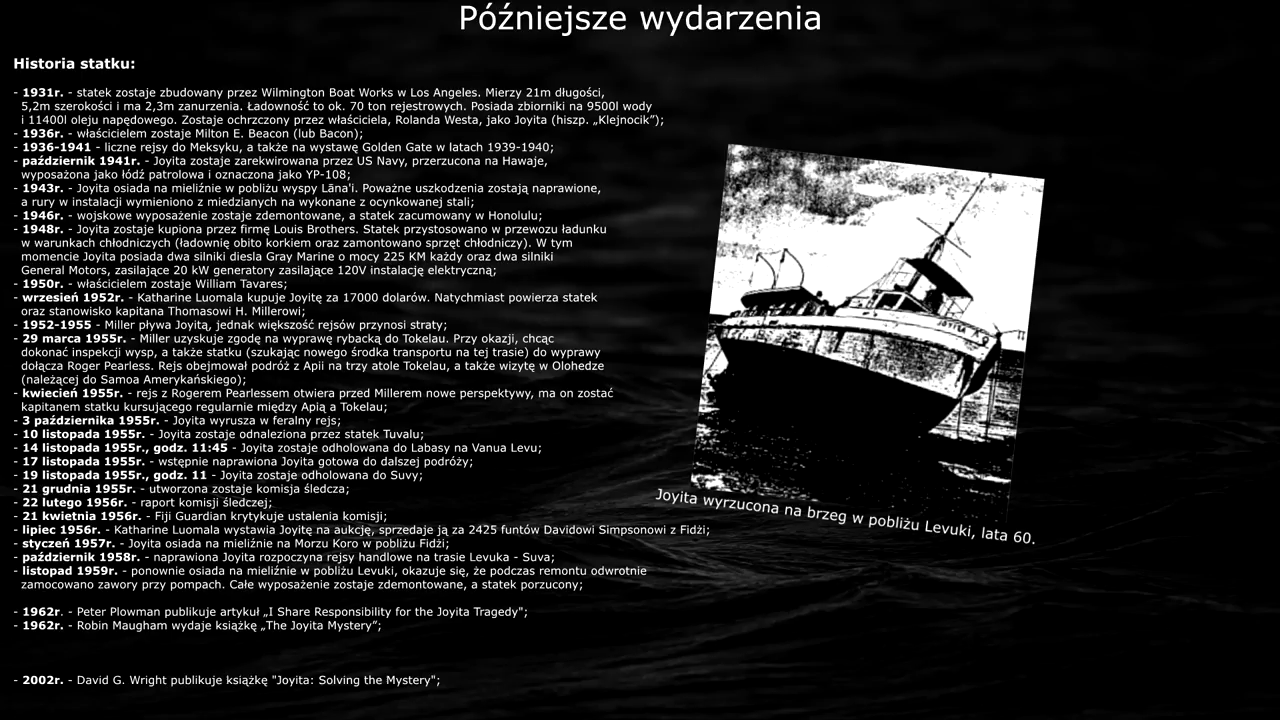 Późniejsze wydarzenia
Historia statku:
- 1931r. - statek zostaje zbudowany przez Wilmington Boat Works w Los Angeles. Mierzy 21m długości,
5,2m szerokości i ma 2,3m zanurzenia. Ładowność to ok. 70 ton rejestrowych. Posiada zbiorniki na 9500l wody
i 11400l oleju napędowego. Zostaje ochrzczony przez właściciela, Rolanda Westa, jako Joyita (hiszp. „Klejnocik”);
- 1936r. - właścicielem zostaje Milton E. Beacon (lub Bacon);
- 1936-1941 - liczne rejsy do Meksyku, a także na wystawę Golden Gate w latach 1939-1940;
- październik 1941r. - Joyita zostaje zarekwirowana przez US Navy, przerzucona na Hawaje,
wyposażona jako łódź patrolowa i oznaczona jako YP-108;
- 1943r. - Joyita osiada na mieliźnie w pobliżu wyspy Lāna'i. Poważne uszkodzenia zostają naprawione,
a rury w instalacji wymieniono z miedzianych na wykonane z ocynkowanej stali;
- 1946r. - wojskowe wyposażenie zostaje zdemontowane, a statek zacumowany w Honolulu;
- 1948r. - Joyita zostaje kupiona przez firmę Louis Brothers. Statek przystosowano w przewozu ładunku
w warunkach chłodniczych (ładownię obito korkiem oraz zamontowano sprzęt chłodniczy). W tym
momencie Joyita posiada dwa silniki diesla Gray Marine o mocy 225 KM każdy oraz dwa silniki
General Motors, zasilające 20 kW generatory zasilające 120V instalację elektryczną;
- 1950r. - właścicielem zostaje William Tavares;
- wrzesień 1952r. - Katharine Luomala kupuje Joyitę za 17000 dolarów. Natychmiast powierza statek
oraz stanowisko kapitana Thomasowi H. Millerowi;
- 1952-1955 - Miller pływa Joyitą, jednak większość rejsów przynosi straty;
- 29 marca 1955r. - Miller uzyskuje zgodę na wyprawę rybacką do Tokelau. Przy okazji, chcąc
dokonać inspekcji wysp, a także statku (szukając nowego środka transportu na tej trasie) do wyprawy
dołącza Roger Pearless. Rejs obejmował podróż z Apii na trzy atole Tokelau, a także wizytę w Olohedze
(należącej do Samoa Amerykańskiego);
- kwiecień 1955r. - rejs z Rogerem Pearlessem otwiera przed Millerem nowe perspektywy, ma on zostać
kapitanem statku kursującego regularnie między Apią a Tokelau;
- 3 października 1955r. - Joyita wyrusza w feralny rejs;
- 10 listopada 1955r. - Joyita zostaje odnaleziona przez statek Tuvalu;
- 14 listopada 1955r., godz. 11:45 - Joyita zostaje odholowana do Labasy na Vanua Levu;
- 17 listopada 1955r. - wstępnie naprawiona Joyita gotowa do dalszej podróży;
- 19 listopada 1955r., godz. 11 - Joyita zostaje odholowana do Suvy;
- 21 grudnia 1955r. - utworzona zostaje komisja śledcza;
- 22 lutego 1956r. - raport komisji śledczej;
- 21 kwietnia 1956r. - Fiji Guardian krytykuje ustalenia komisji;
- lipiec 1956r. - Katharine Luomala wystawia Joyitę na aukcję, sprzedaje ją za 2425 funtów Davidowi Simpsonowi z Fidżi;
- styczeń 1957r. - Joyita osiada na mieliźnie na Morzu Koro w pobliżu Fidżi;
- październik 1958r. - naprawiona Joyita rozpoczyna rejsy handlowe na trasie Levuka - Suva;
- listopad 1959r. - ponownie osiada na mieliźnie w pobliżu Levuki, okazuje się, że podczas remontu odwrotnie
zamocowano zawory przy pompach. Całe wyposażenie zostaje zdemontowane, a statek porzucony;
- 1962r. - Peter Plowman publikuje artykuł „I Share Responsibility for the Joyita Tragedy";
- 1962r. - Robin Maugham wydaje książkę „The Joyita Mystery”;
- 2002r. - David G. Wright publikuje książkę "Joyita: Solving the Mystery";
JOYITA
Joyita wyrzucona na brzeg w pobliżu Levuki, lata 60.